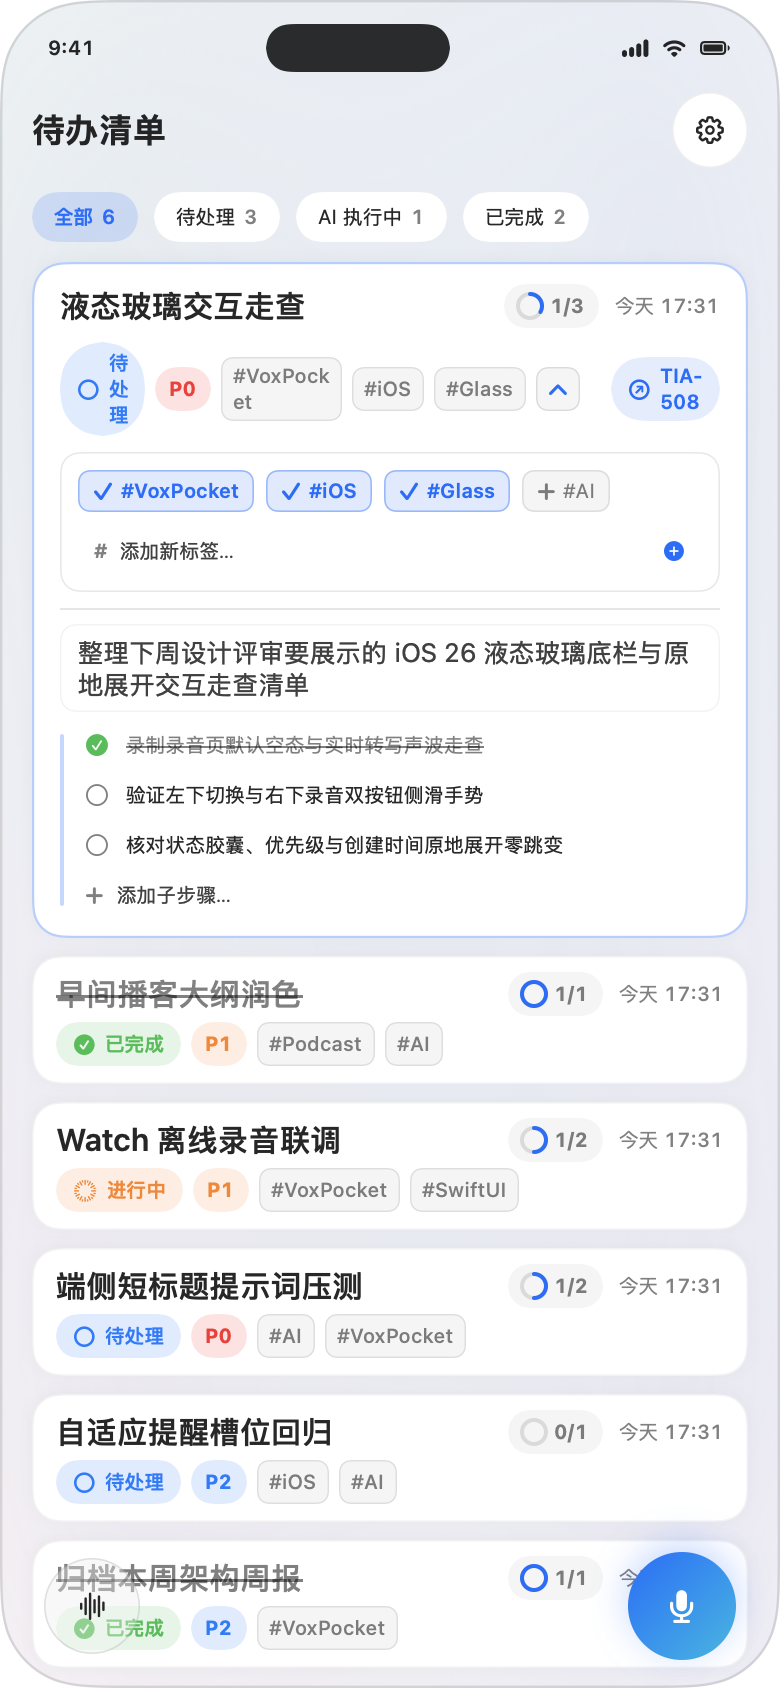 9:41
待办清单
全部 6 待处理 3 AI 执行中 1 已完成 2
液态玻璃交互走查 1/3 今天 17:31
待
处
理
P0
#VoxPock
et
#iOS #Glass
TIA-
508
#VoxPocket #iOS #Glass #AI
# 添加新标签...
整理下周设计评审要展示的 iOS 26 液态玻璃底栏与原
地展开交互走查清单
录制录音页默认空态与实时转写声波走查
验证左下切换与右下录音双按钮侧滑手势
核对状态胶囊、优先级与创建时间原地展开零跳变
添加子步骤...
早间播客大纲润色 1/1 今天 17:31
已完成 P1 #Podcast #AI
Watch 离线录音联调 1/2 今天 17:31
进行中 P1 #VoxPocket #SwiftUI
端侧短标题提示词压测 1/2 今天 17:31
待处理 P0 #AI #VoxPocket
自适应提醒槽位回归 0/1 今天 17:31
待处理 P2 #iOS #AI
归档本周架构周报 1/1
已完成 P2 #VoxPocket